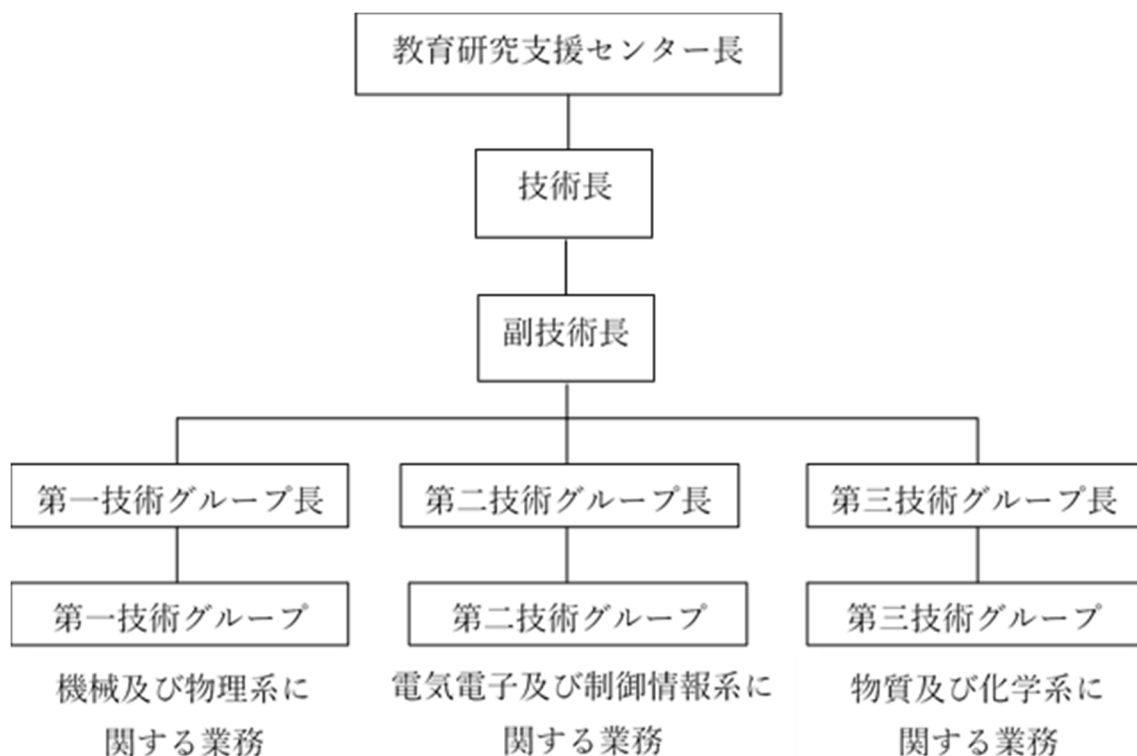 教育研究支援センター長
技術長
副技術長
第一技術グループ長
第二技術グループ長
第三技術グループ長
第一技術グループ
第二技術グループ
第三技術グループ
機械及び物理系に
関する業務
電気電子及び制御情報系に
関する業務
物質及び化学系に
関する業務